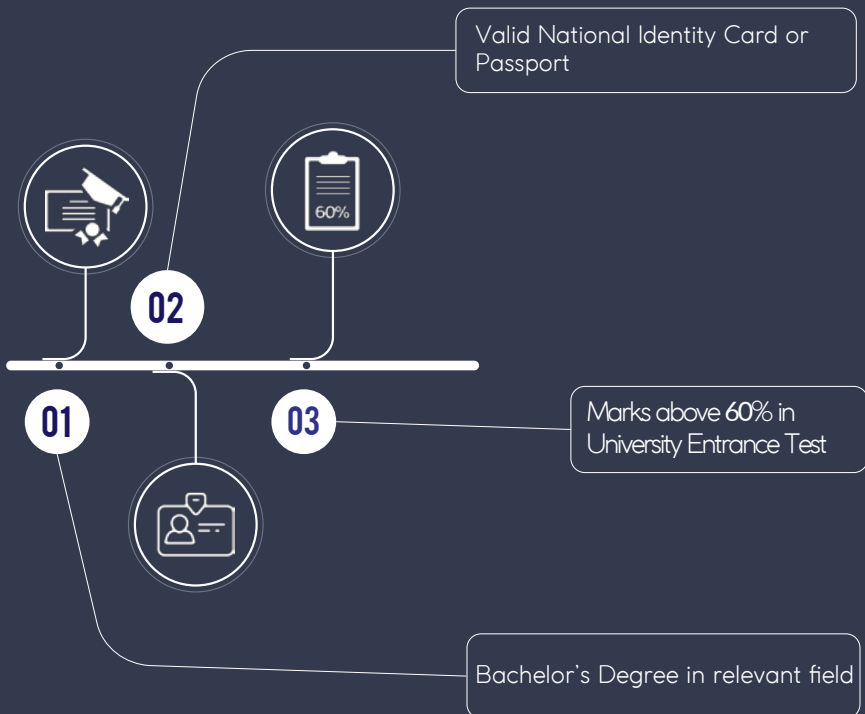 Valid National Identity Card or
Passport
60%
02
01
03
Marks above 60% in
University Entrance Test
Bachelor's Degree in relevant field